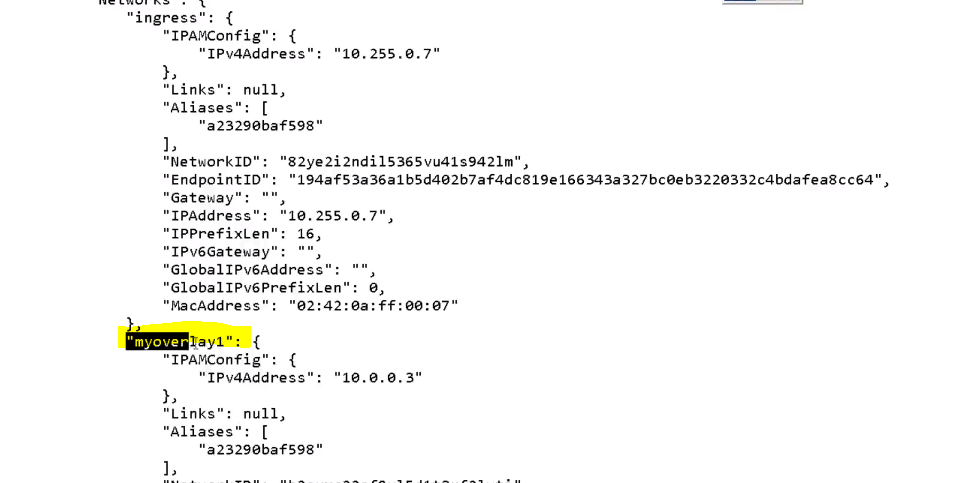 "Networks": {
"ingress": {
"IPAMConfig": {
"IPv4Address": "10.255.0.7"
},
"Links": null,
"Aliases": [
"a23290baf598"
],
"NetworkID": "82ye2i2ndil5365vu41s942lm",
"EndpointID": "194af53a36a1b5d402b7af4dc819e166343a327bc0eb3220332c4bdafea8cc64",
"Gateway": "",
"IPAddress": "10.255.0.7",
"IPPrefixLen": 16,
"IPv6Gateway": "",
"GlobalIPv6Address": "",
"GlobalIPv6PrefixLen": 0,
"MacAddress": "02:42:0a:ff:00:07"
},
"myoverlay1": {
"IPAMConfig": {
"IPv4Address": "10.0.0.3"
},
"Links": null,
"Aliases": [
"a23290baf598"
],